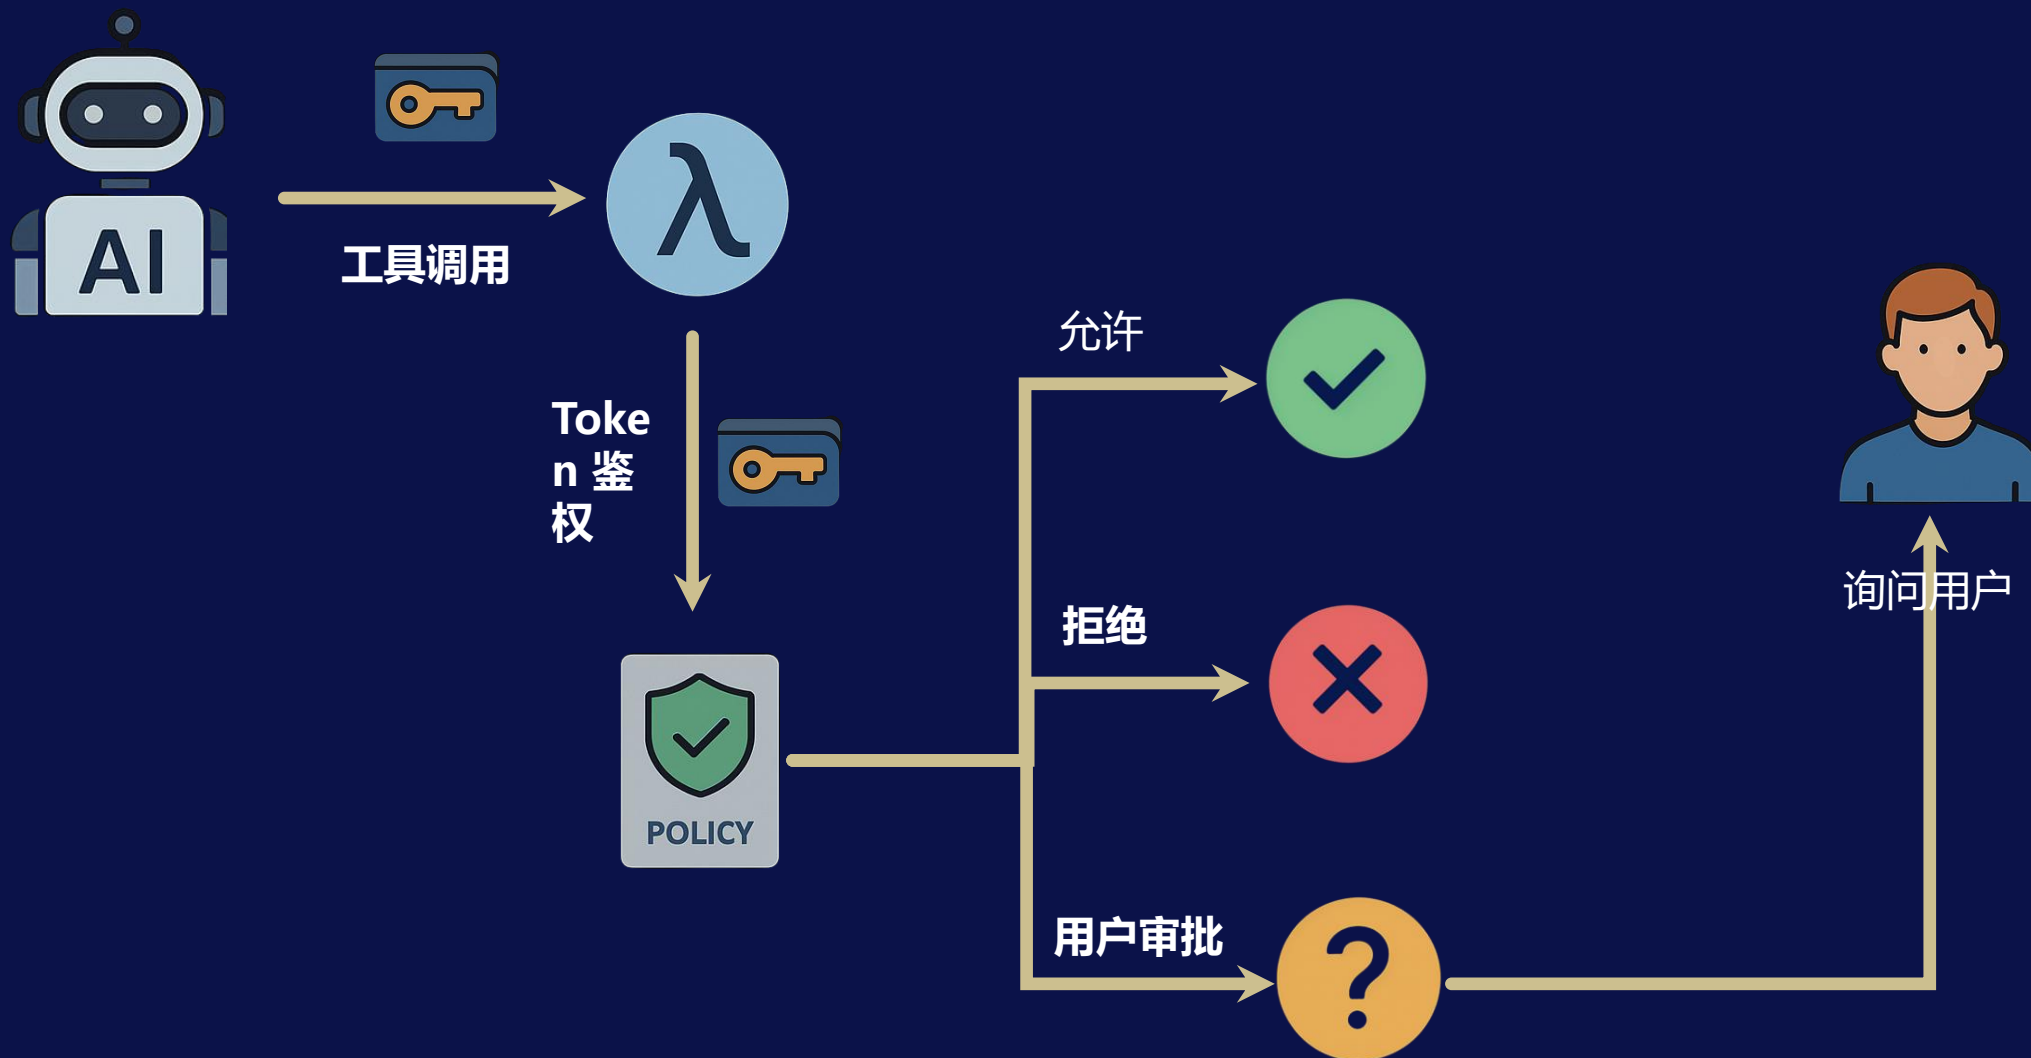 AI
工具调用
λ
允许
Toke
n 鉴
权
询问用户
拒绝
POLICY
用户审批
?